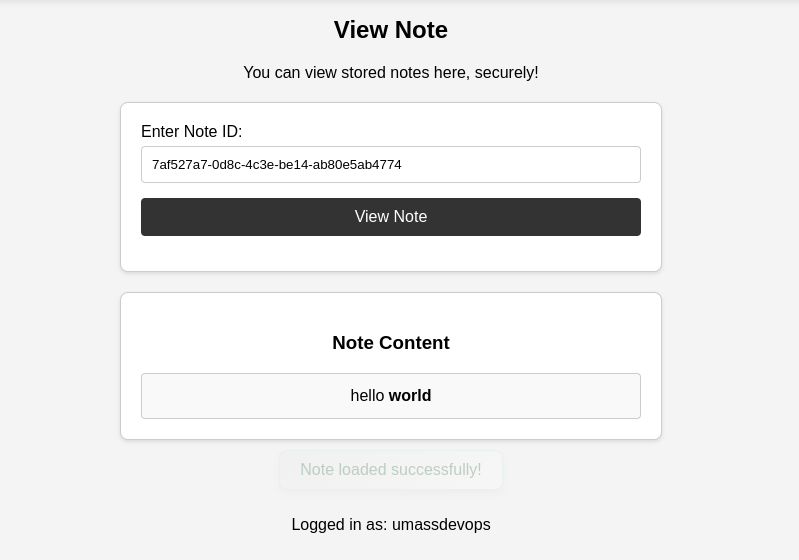 View Note
You can view stored notes here, securely!
Enter Note ID:
7af527a7-0d8c-4c3e-be14-ab80e5ab4774
View Note
Note Content
hello world
Note loaded successfully!
Logged in as: umassdevops